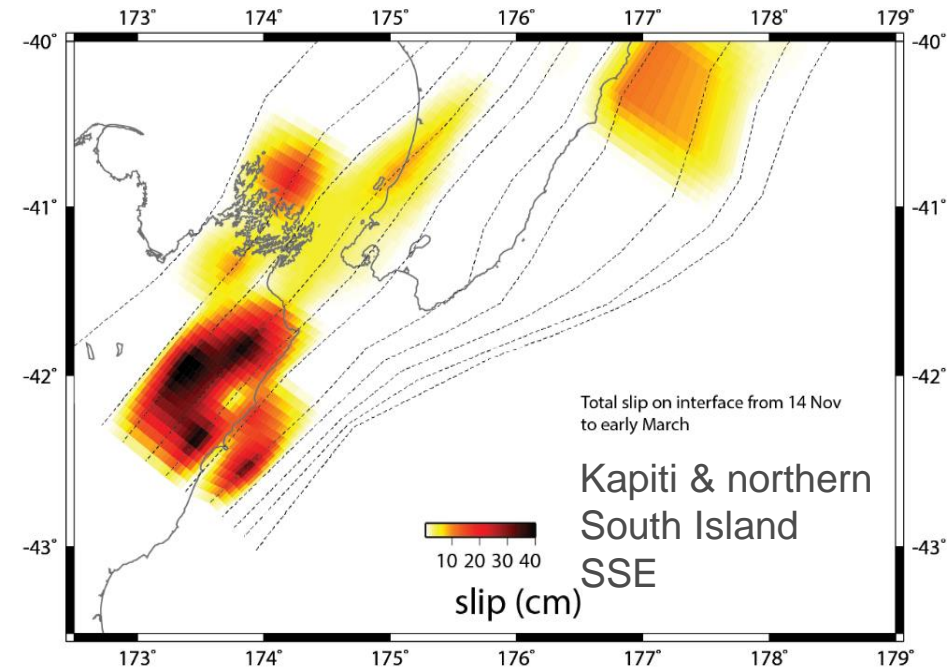 173° 174° 175° 176° 177° 178° 179°
-40° -40°
-41° -41°
-42° -42°
Total slip on interface from 14 Nov
to early March
Kapiti & northern
South Island
SSE
-43° -43°
10 20 30 40
slip (cm)
173° 174° 175° 176° 177° 178° 179°